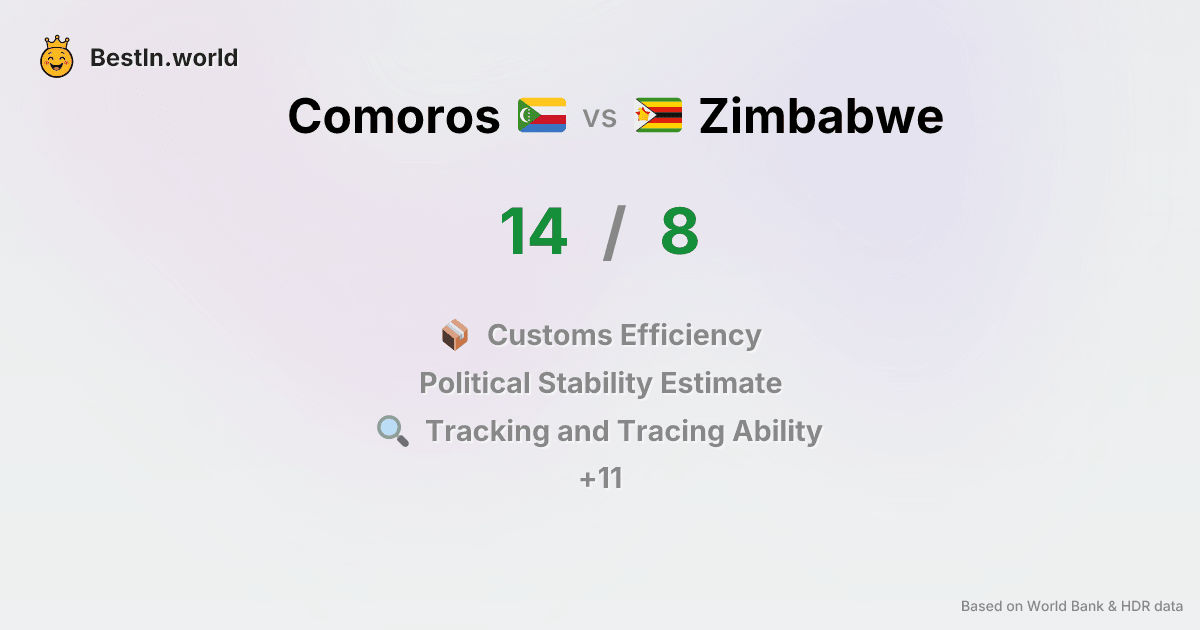 BestIn.world
Comoros vs Zimbabwe
14 / 8
Customs Efficiency
Political Stability Estimate
Tracking and Tracing Ability
+11
Based on World Bank & HDR data